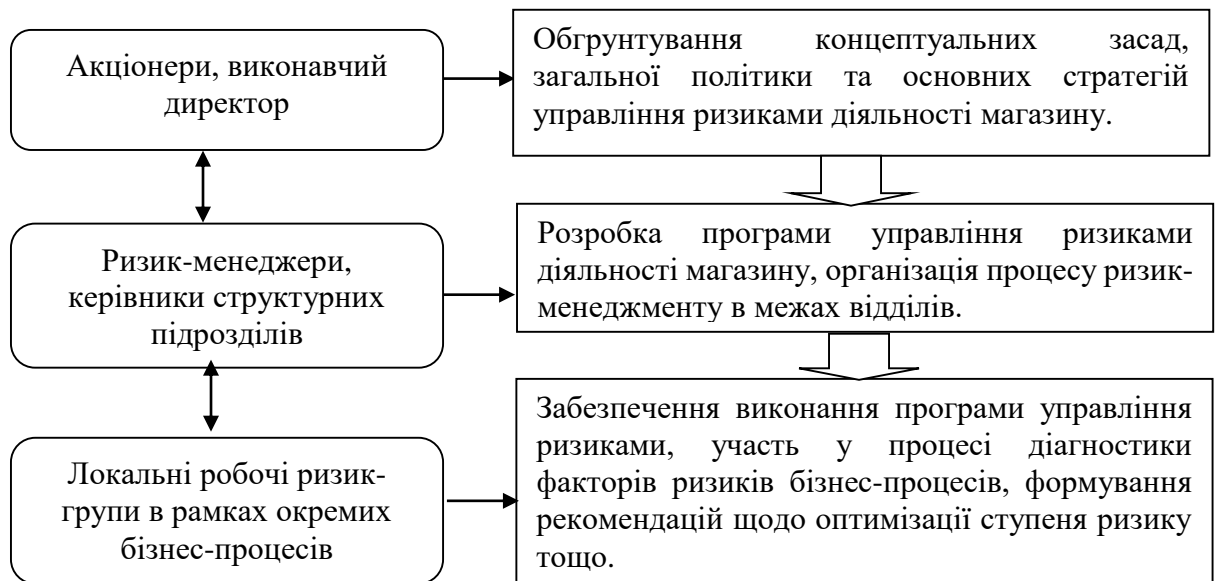 Акціонери, виконавчий
директор
Обгрунтування концептуальних засад,
загальної політики та основних стратегій
управління ризиками діяльності магазину.
Ризик-менеджери,
керівники структурних
підрозділів
Розробка програми управління ризиками
діяльності магазину, організація процесу ризик-
менеджменту в межах відділів.
Локальні робочі ризик-
групи в рамках окремих
бізнес-процесів
Забезпечення виконання програми управління
ризиками, участь у процесі діагностики
факторів ризиків бізнес-процесів, формування
рекомендацій щодо оптимізації ступеня ризику
тощо.